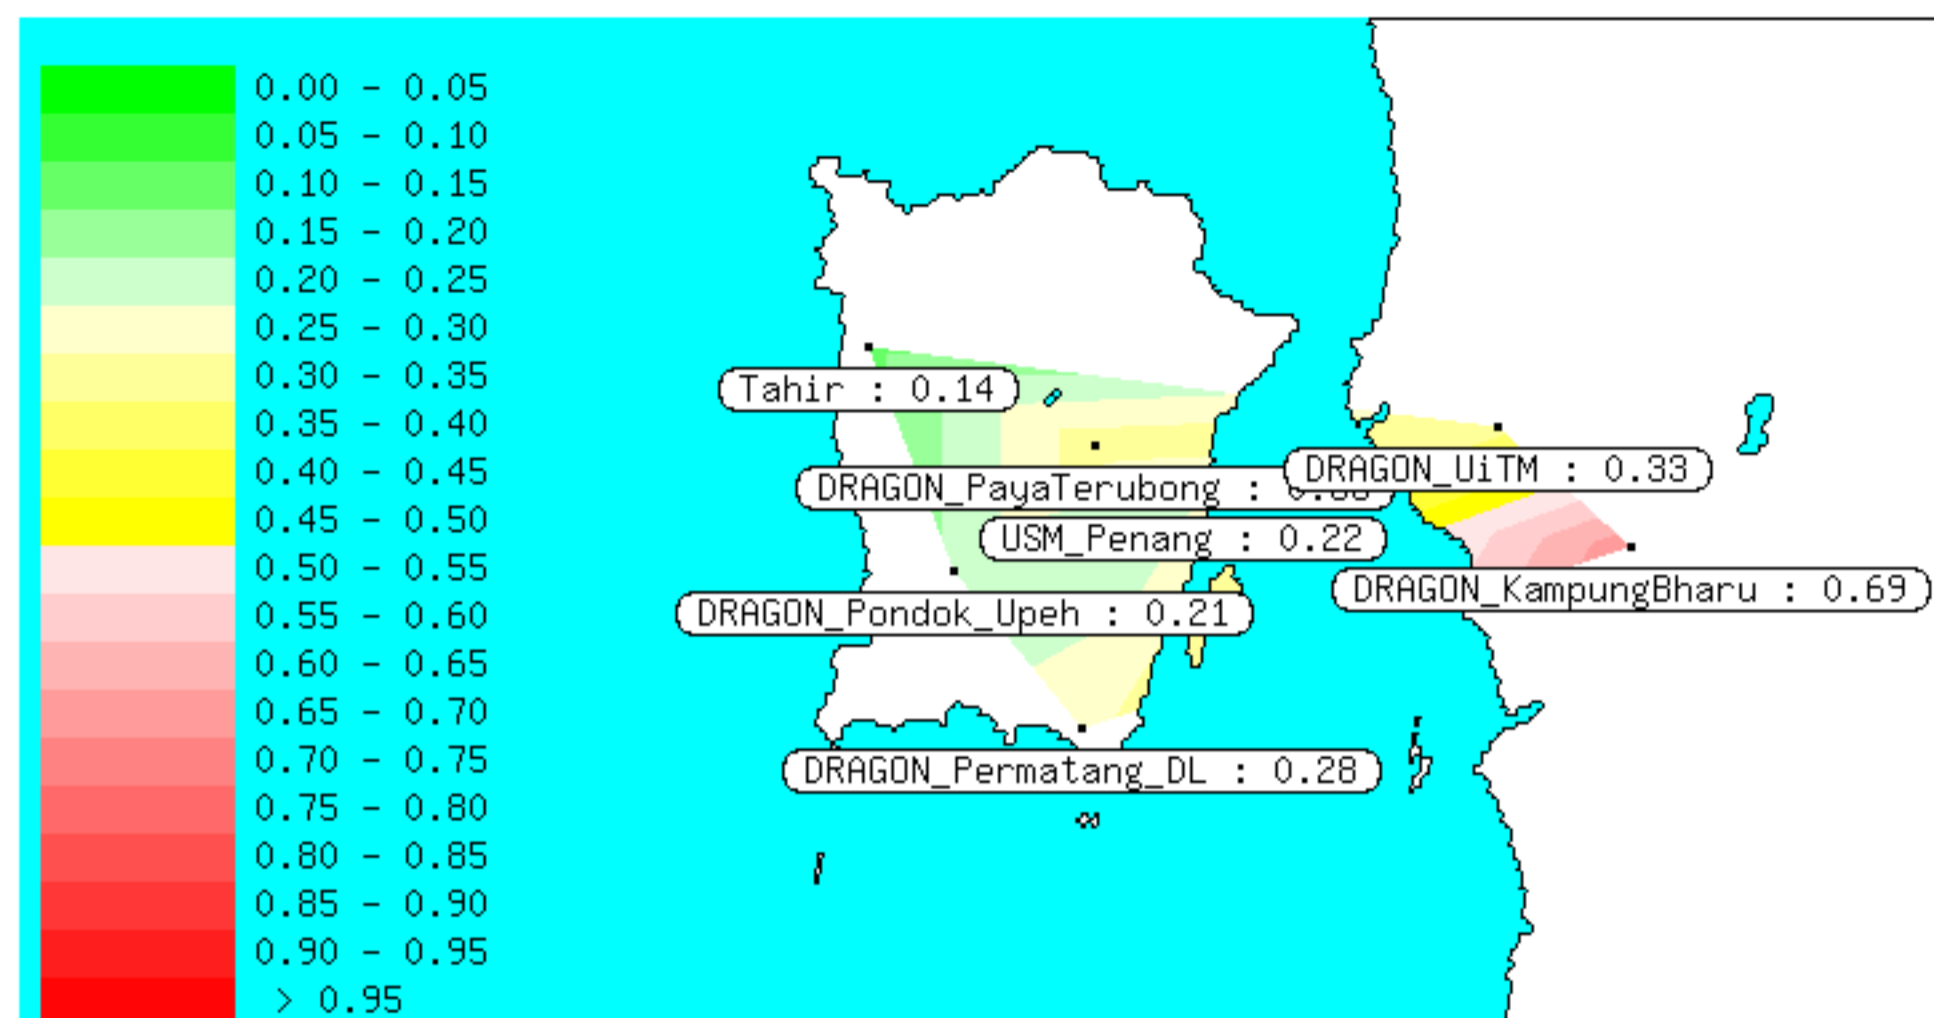 0.00 - 0.05
0.05 - 0.10
0.10 - 0.15
0.15 - 0.20
0.20 - 0.25
0.25 - 0.30
0.30 - 0.35
0.35 - 0.40
0.40 - 0.45
0.45 - 0.50
0.50 - 0.55
0.55 - 0.60
0.60 - 0.65
0.65 - 0.70
0.70 - 0.75
0.75 - 0.80
0.80 - 0.85
0.85 - 0.90
0.90 - 0.95
> 0.95
Tahir : 0.14
DRAGON_UiTM : 0.33
DRAGON_PayaTerubong :
USM_Penang : 0.22
DRAGON_KampungBharu : 0.69
DRAGON_Pondok_Upeh : 0.21
DRAGON_Permatang_DL : 0.28